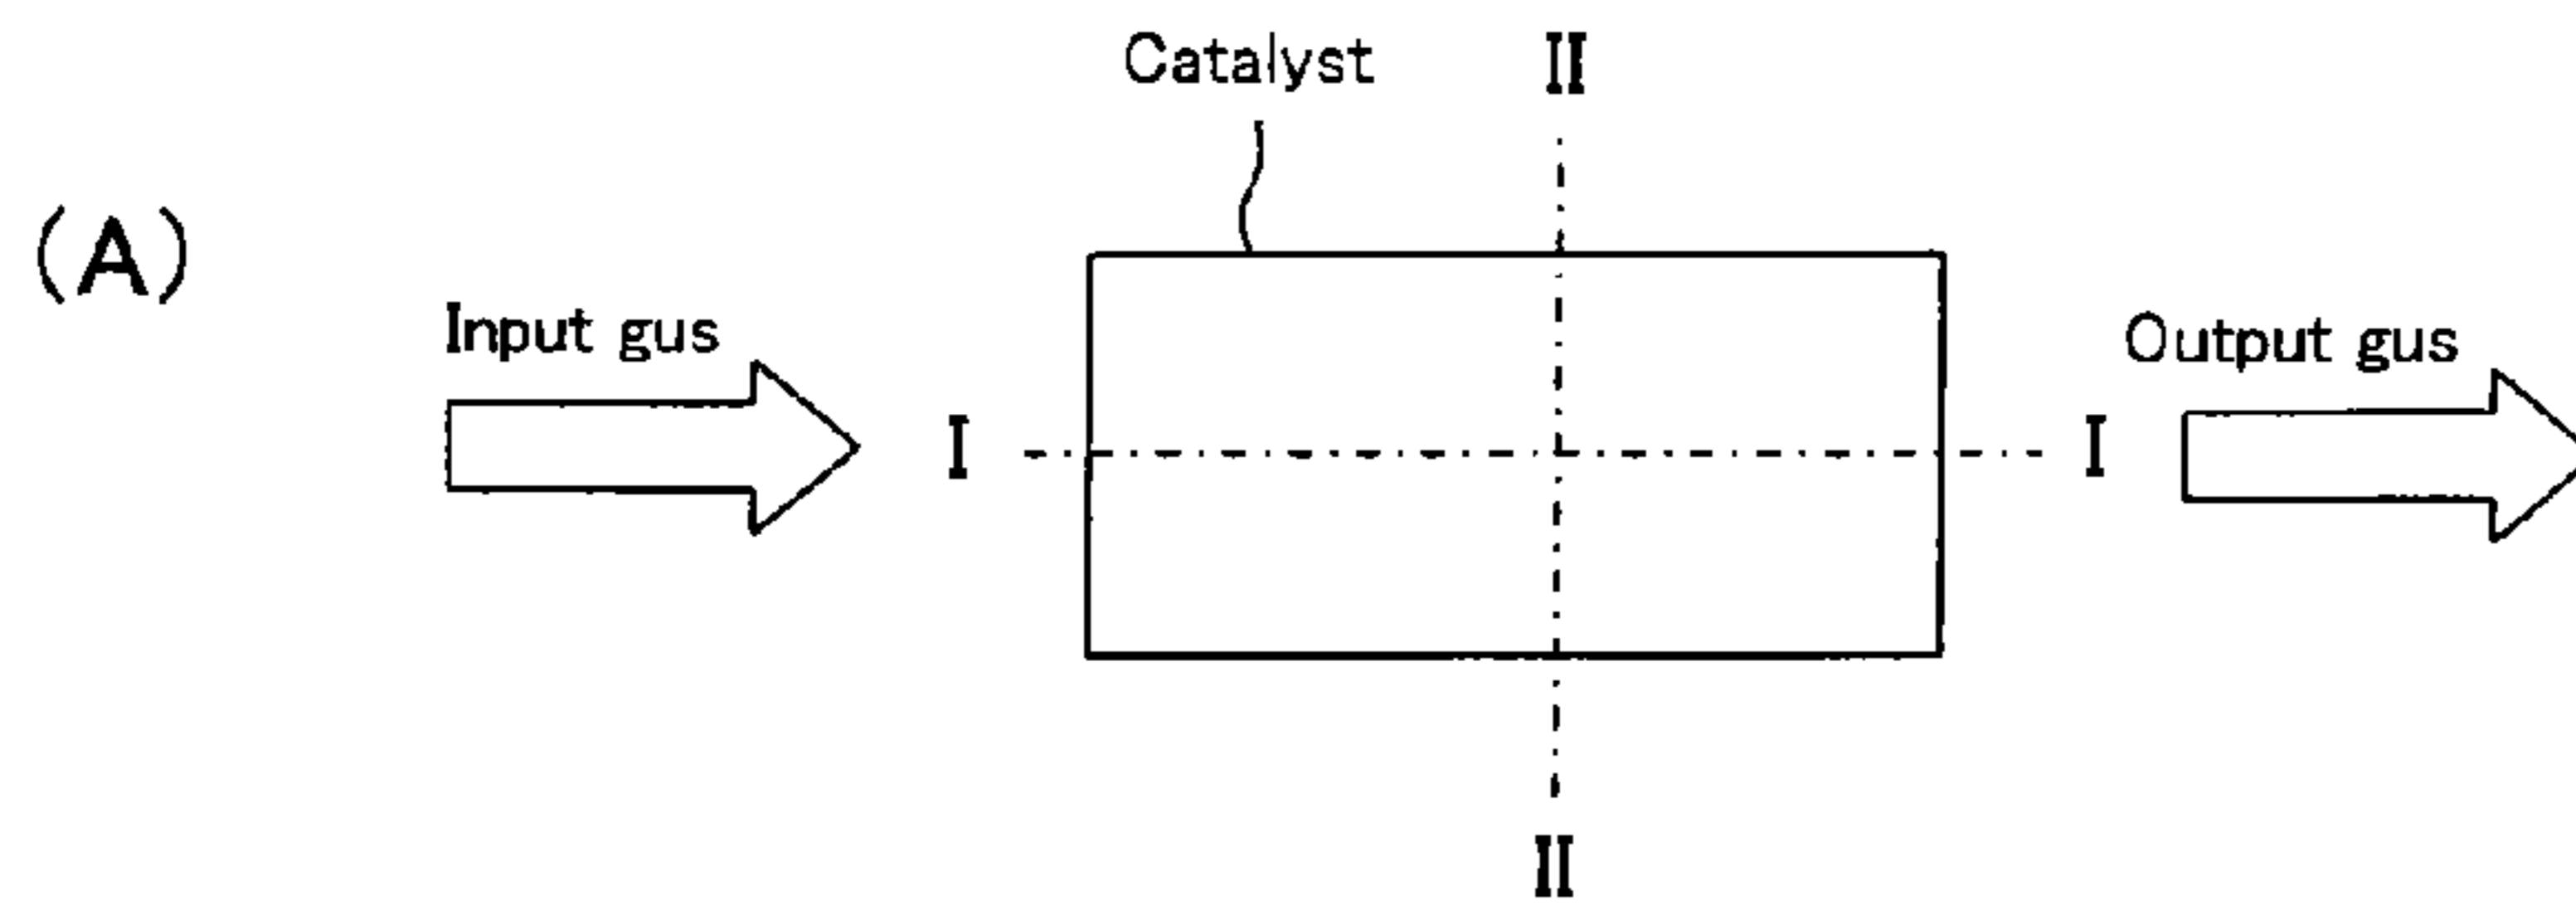 Catalyst
II
(A)
Input gus
Output gus
I
I
II